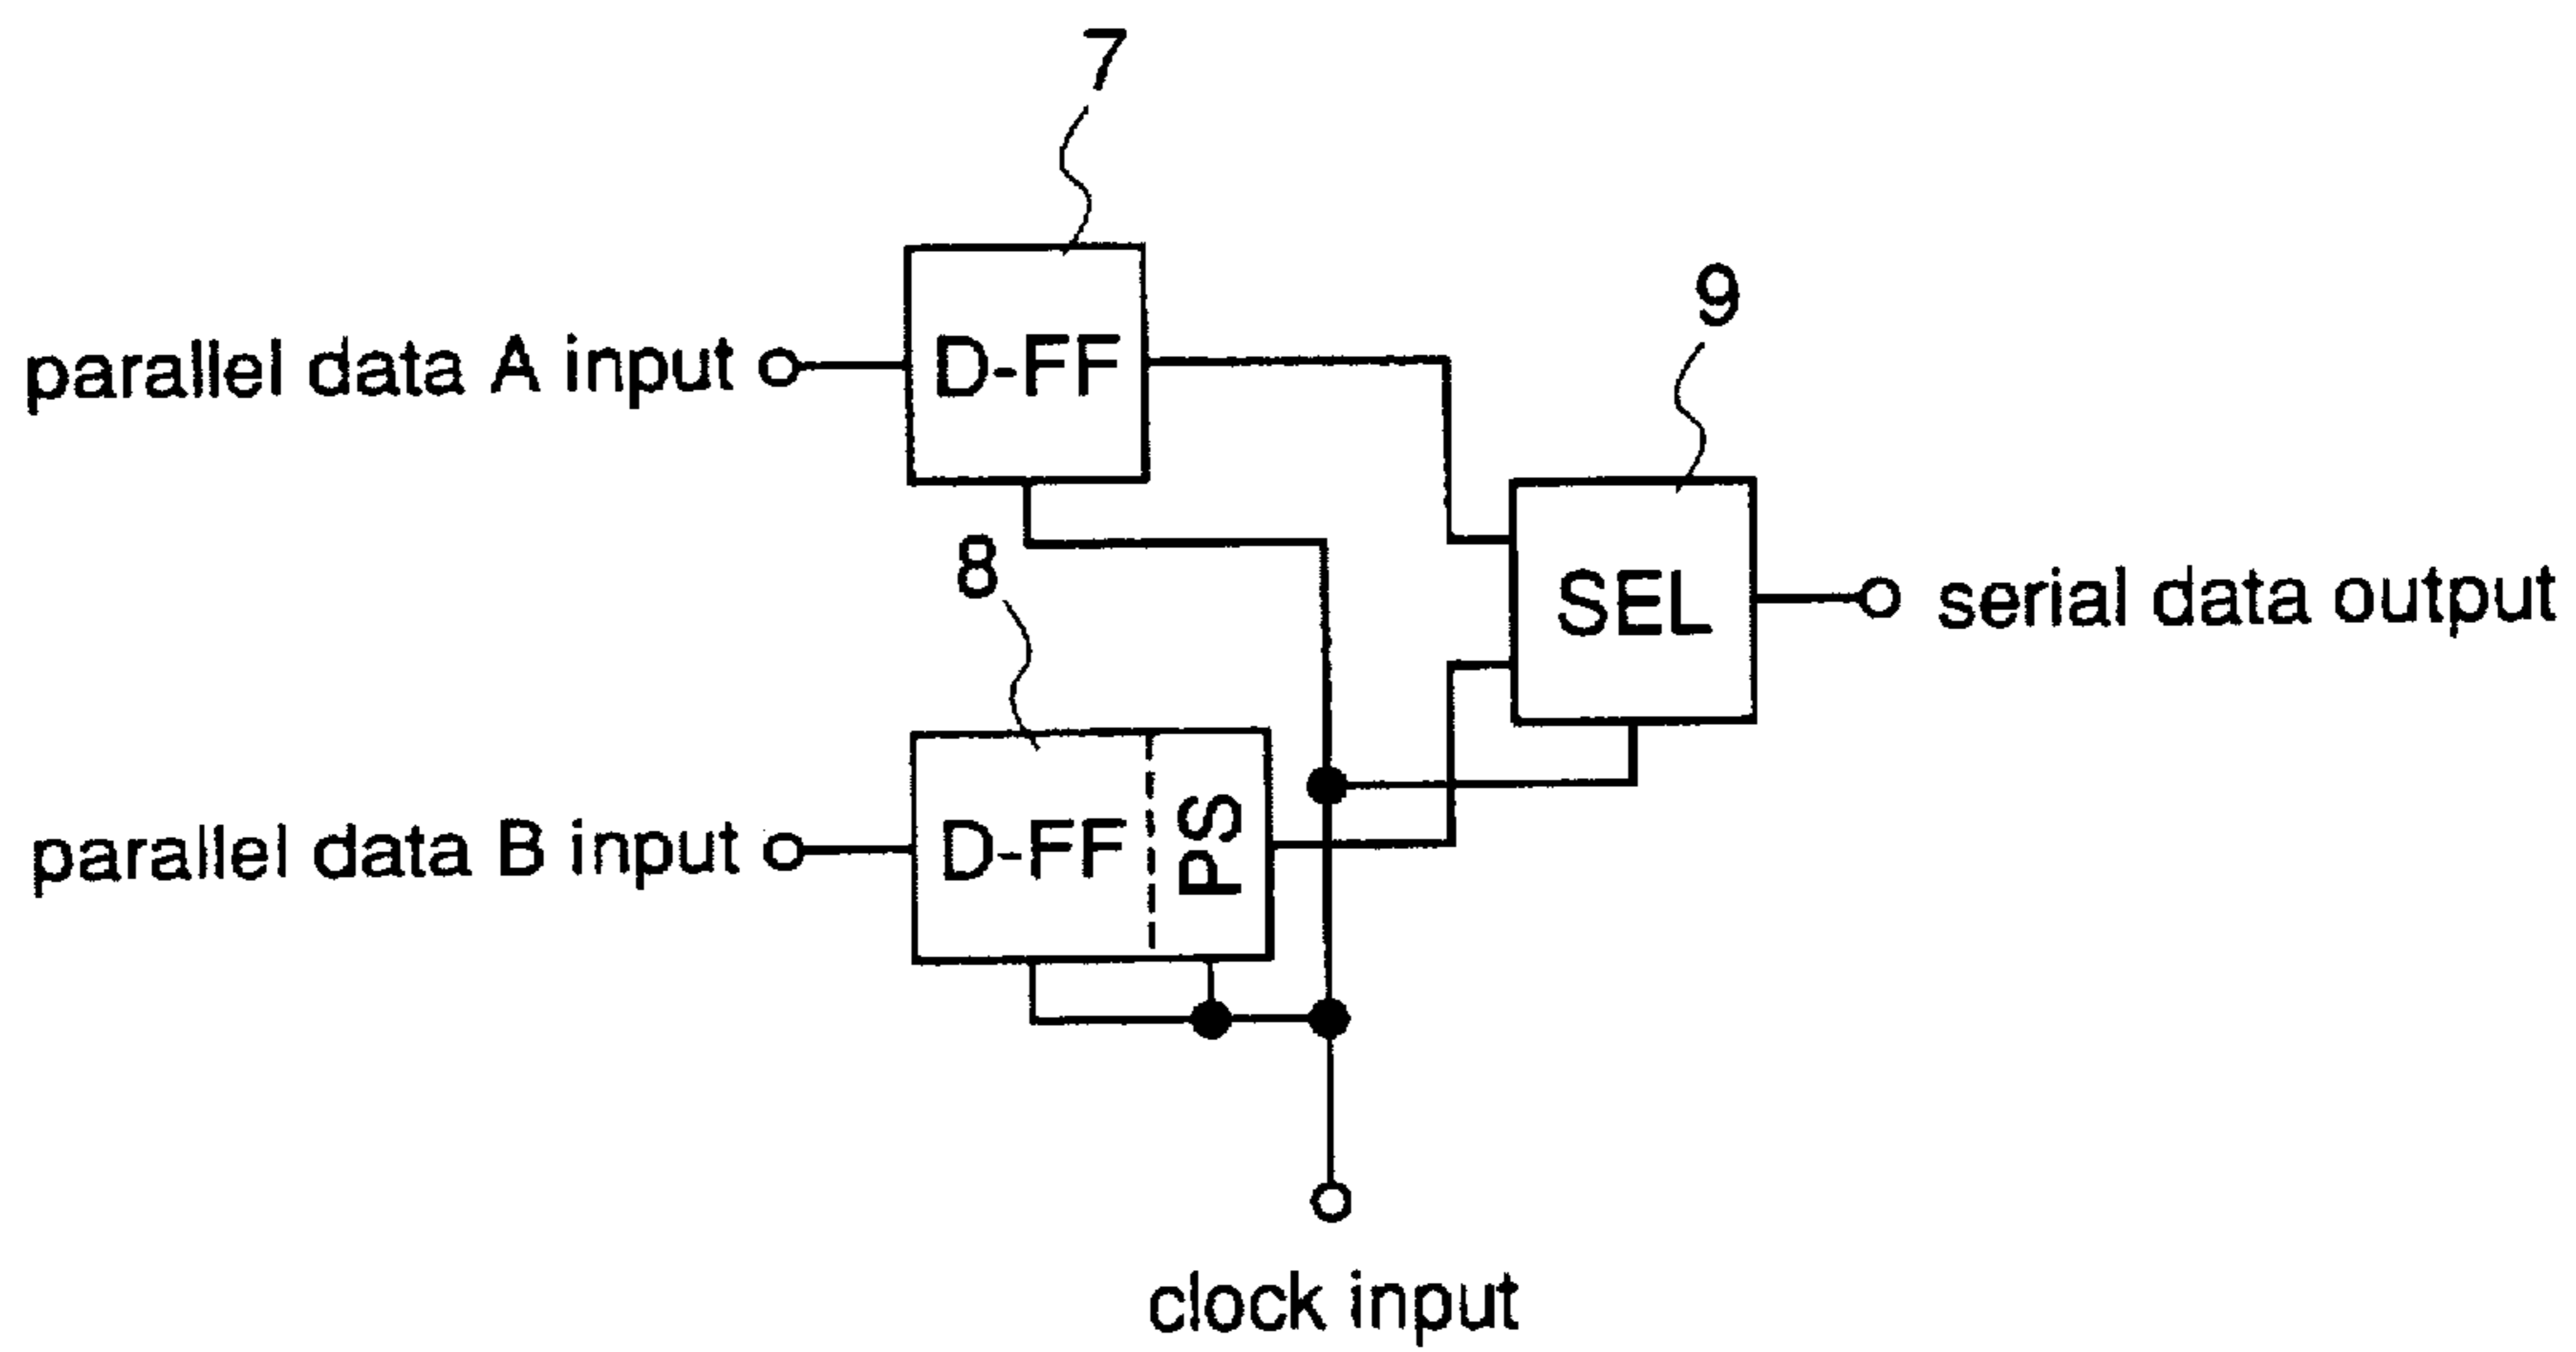 7
9
parallel data A input
D-FF
SEL
serial data output
8
parallel data B input
D-FF
PS
clock input